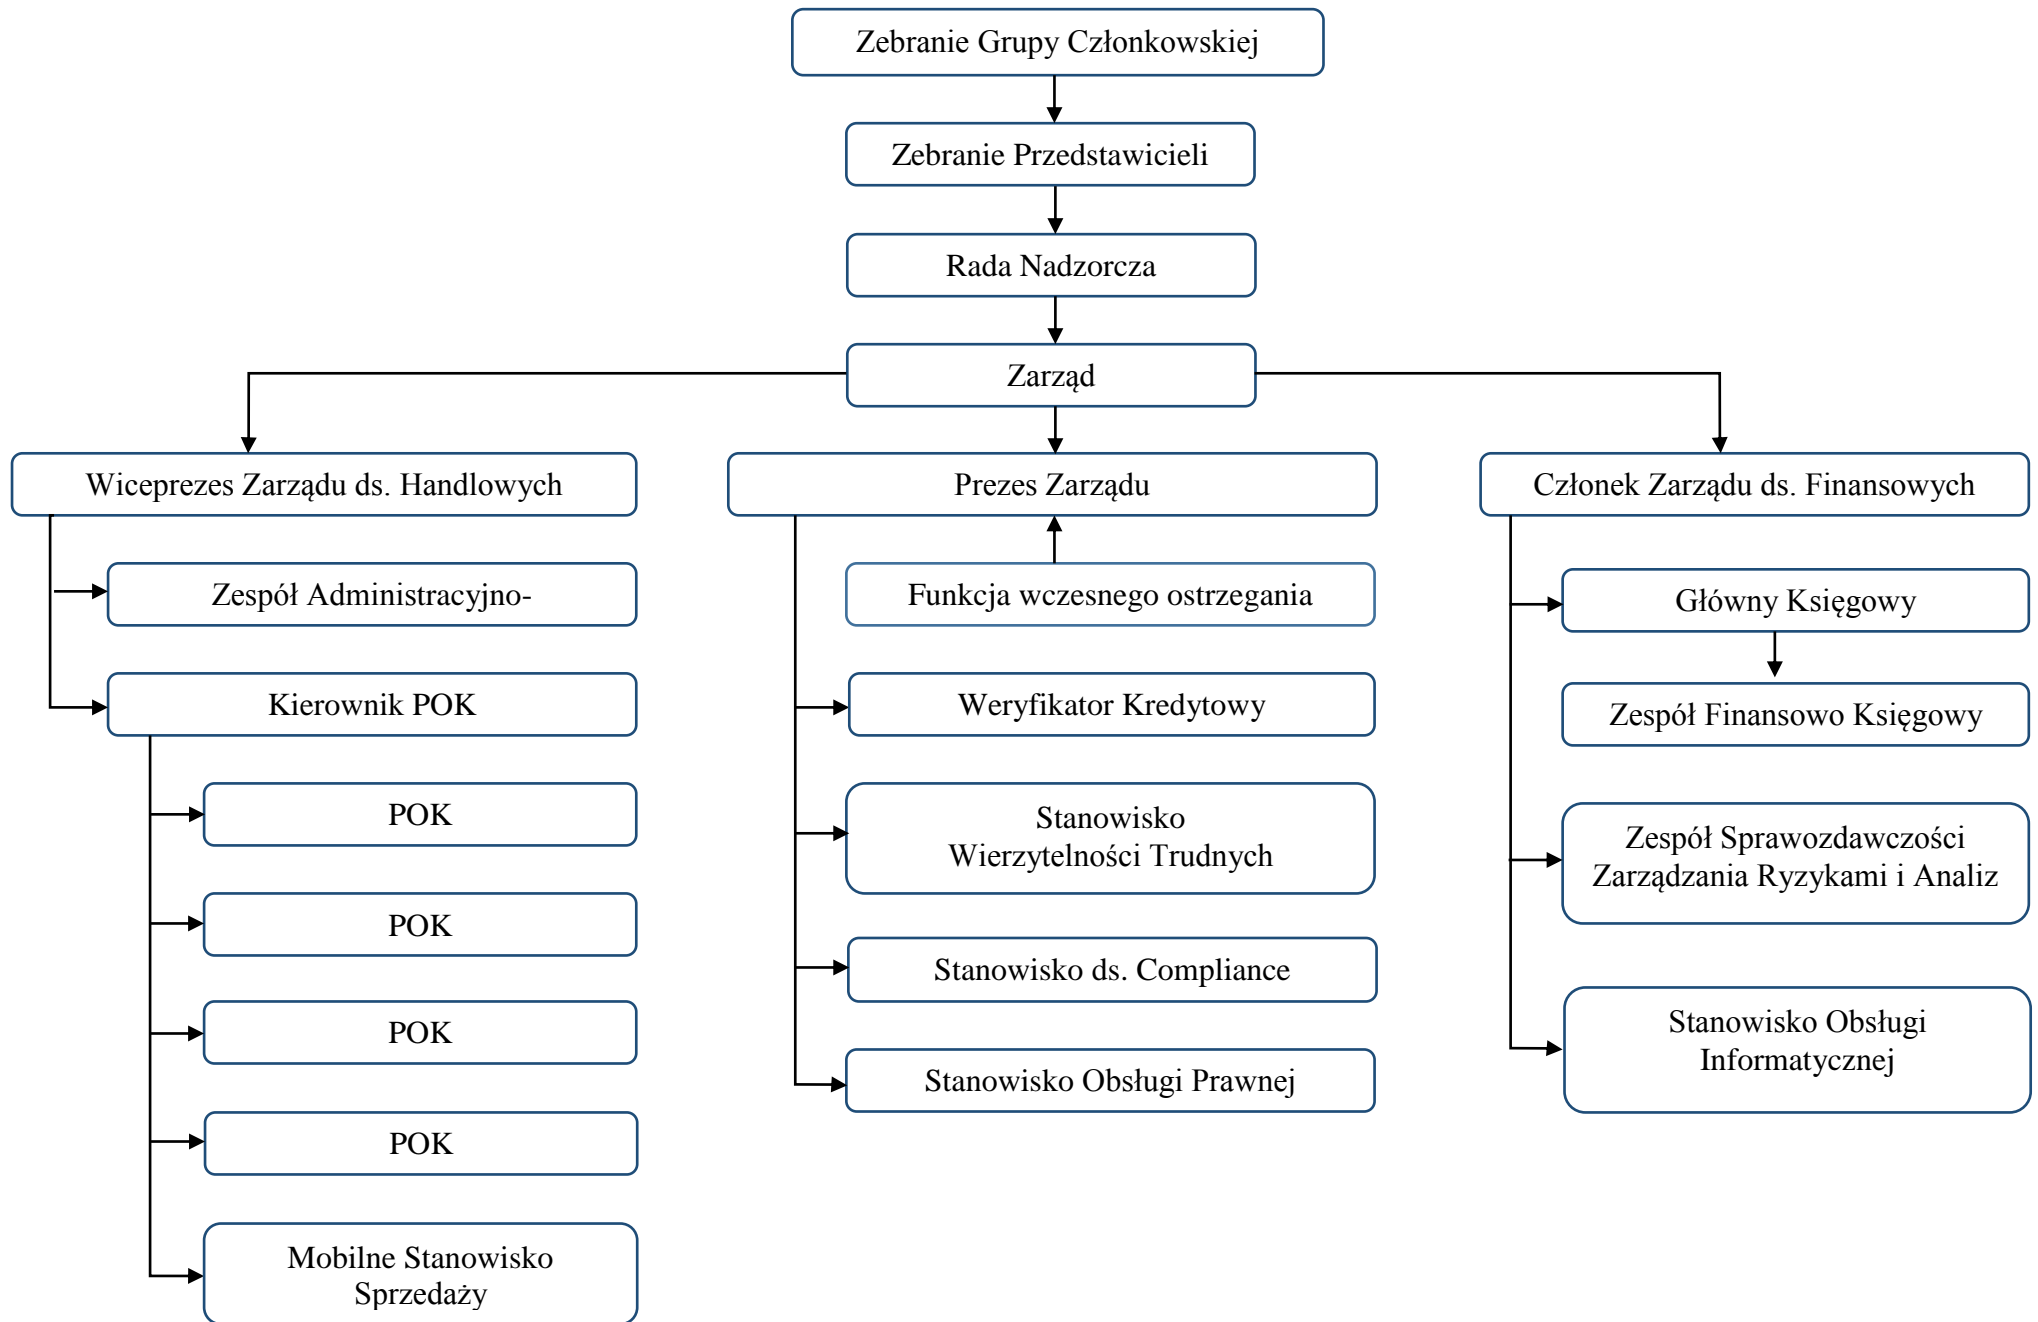 Zebranie Grupy Członkowskiej
Zebranie Przedstawicieli
Rada Nadzorcza
Zarząd
Wiceprezes Zarządu ds. Handlowych
Zespół Administracyjno-
Kierownik POK
POK
POK
POK
POK
Mobilne Stanowisko
Sprzedaży
Prezes Zarządu
Funkcja wczesnego ostrzegania
Weryfikator Kredytowy
Stanowisko
Wierzytelności Trudnych
Stanowisko ds. Compliance
Stanowisko Obsługi Prawnej
Członek Zarządu ds. Finansowych
Główny Księgowy
Zespół Finansowo Księgowy
Zespół Sprawozdawczości
Zarządzania Ryzykami i Analiz
Stanowisko Obsługi
Informatycznej